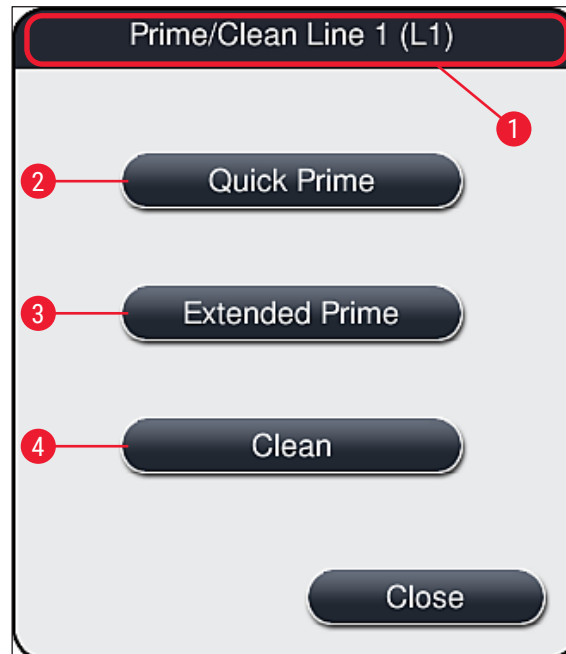 Prime/Clean Line 1 (L1)
1
2 Quick Prime
3 Extended Prime
4 Clean
Close